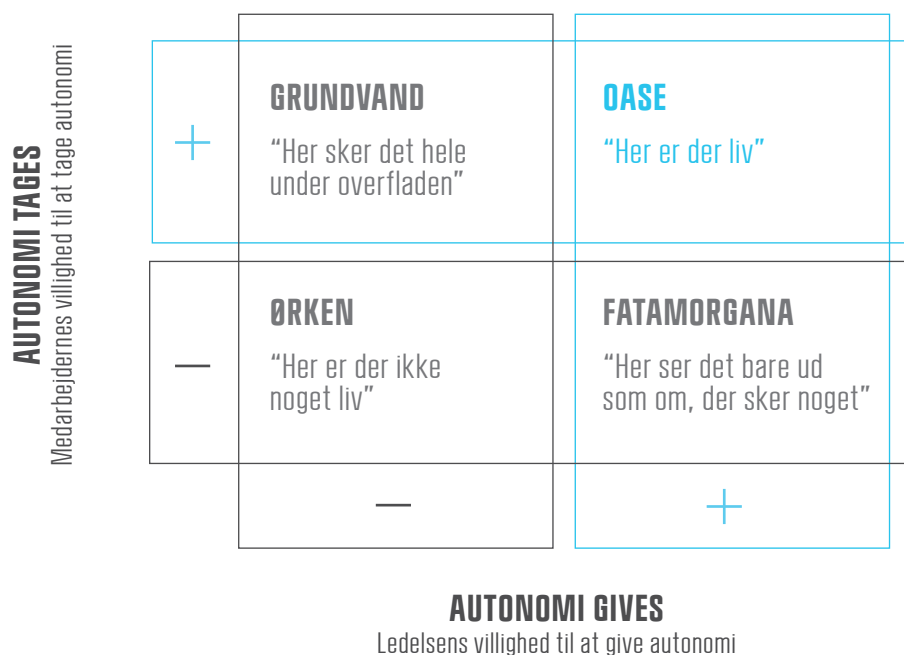 AUTONOMI TAGES
Medarbejdernes villighed til at tage autonomi
+
GRUNDVAND
“Her sker det hele
under overfladen”
OASE
“Her er der liv”
—
ØRKEN
“Her er der ikke
noget liv”
FATAMORGANA
“Her ser det bare ud
som om, der sker noget”
—
+
AUTONOMI GIVES
Ledelsens villighed til at give autonomi